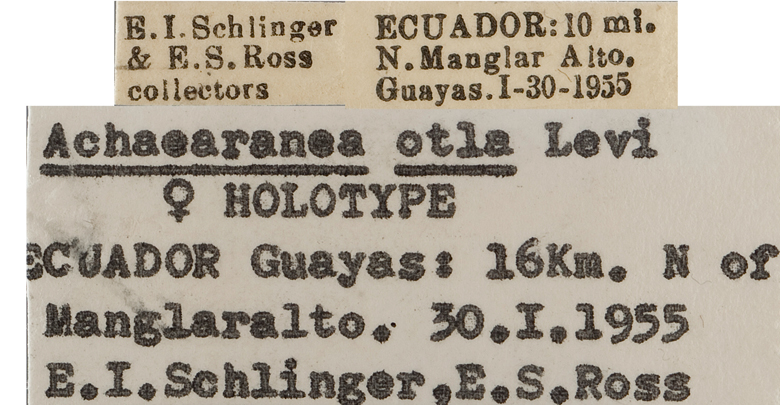 E.I.Schlinger
& E.S.Ross
collectors
ECUADOR:10 mi.
N.Manglar Alto,
Guayas.I-30-1955
Achaearanea otla Levi
♀ HOLOTYPE
ECUADOR Guayas: 16Km. N of
Manglaralto. 30.I.1955
E.I.Schlinger,E.S.Ross